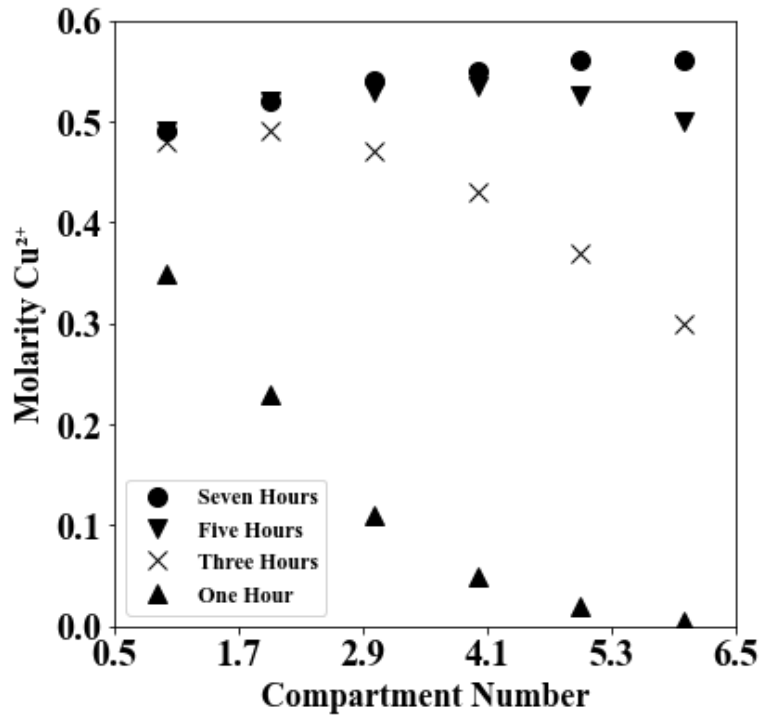 0.6
0.5
0.4
0.3
0.2
0.1
0.0
Molarity Cu²⁺
Seven Hours
Five Hours
Three Hours
One Hour
0.5 1.7 2.9 4.1 5.3 6.5
Compartment Number